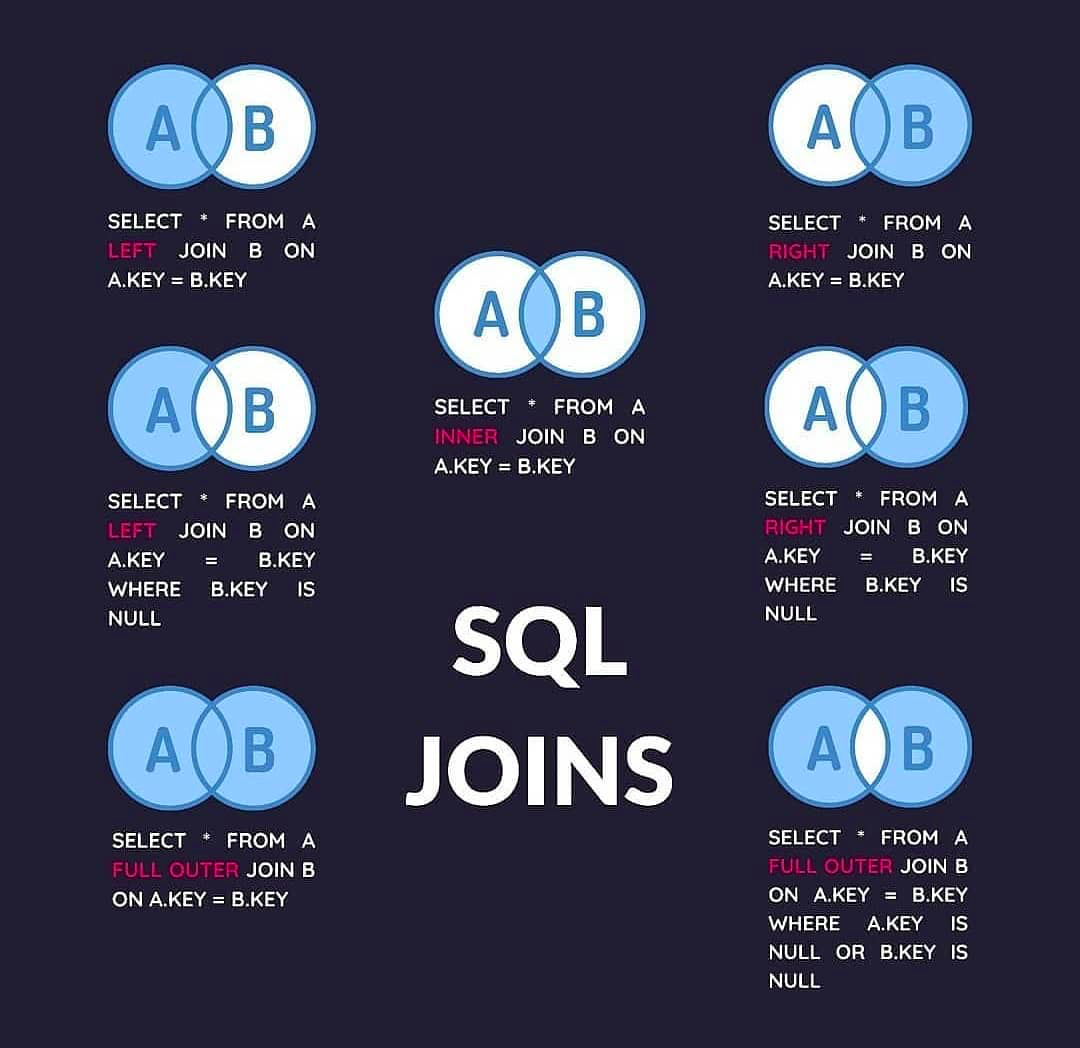 A B
SELECT * FROM A
LEFT JOIN B ON
A.KEY = B.KEY
A B
SELECT * FROM A
LEFT JOIN B ON
A.KEY = B.KEY
WHERE B.KEY IS
NULL
A B
SELECT * FROM A
FULL OUTER JOIN B
ON A.KEY = B.KEY
A B
SELECT * FROM A
INNER JOIN B ON
A.KEY = B.KEY
SQL
JOINS
A B
SELECT * FROM A
RIGHT JOIN B ON
A.KEY = B.KEY
A B
SELECT * FROM A
RIGHT JOIN B ON
A.KEY = B.KEY
WHERE B.KEY IS
NULL
A B
SELECT * FROM A
FULL OUTER JOIN B
ON A.KEY = B.KEY
WHERE A.KEY IS
NULL OR B.KEY IS
NULL